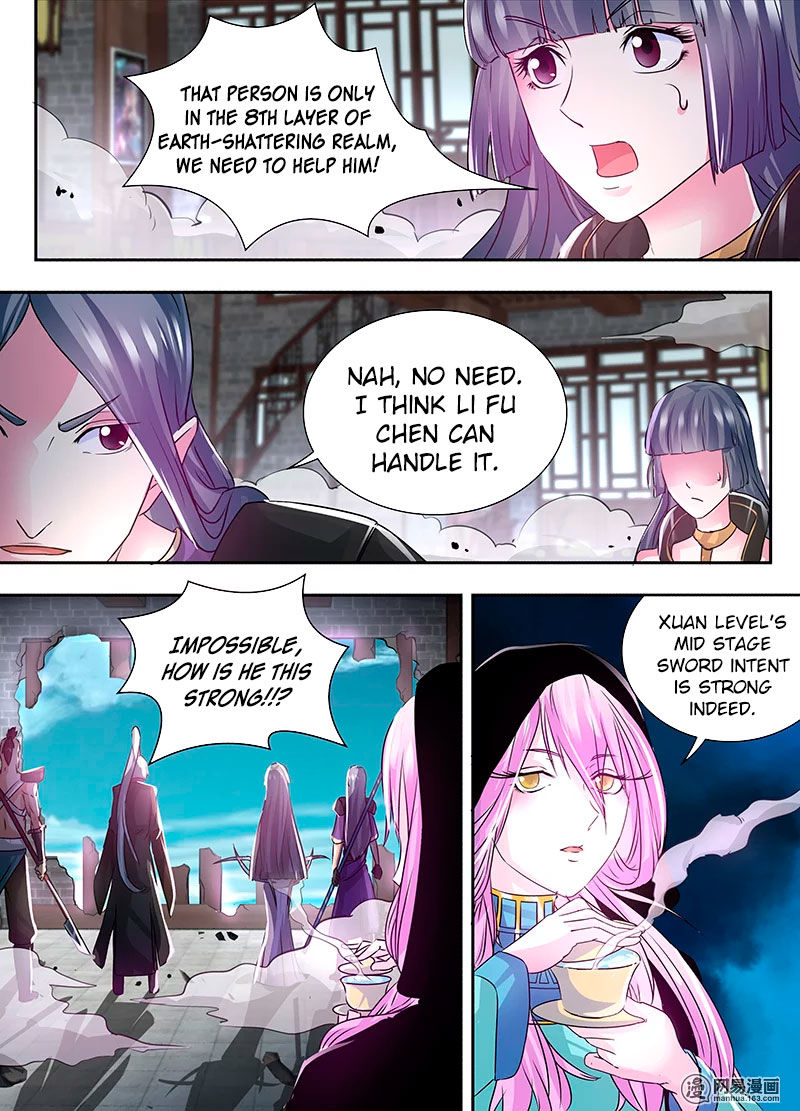 THAT PERSON IS ONLY
IN THE 8TH LAYER OF
EARTH-SHATTERING REALM,
WE NEED TO HELP HIM!
NAH, NO NEED.
I THINK LI FU
CHEN CAN
HANDLE IT.
IMPOSSIBLE,
HOW IS HE THIS
STRONG!!?
XUAN LEVEL'S
MID STAGE
SWORD INTENT
IS STRONG
INDEED.
网易漫画
manhua.163.com